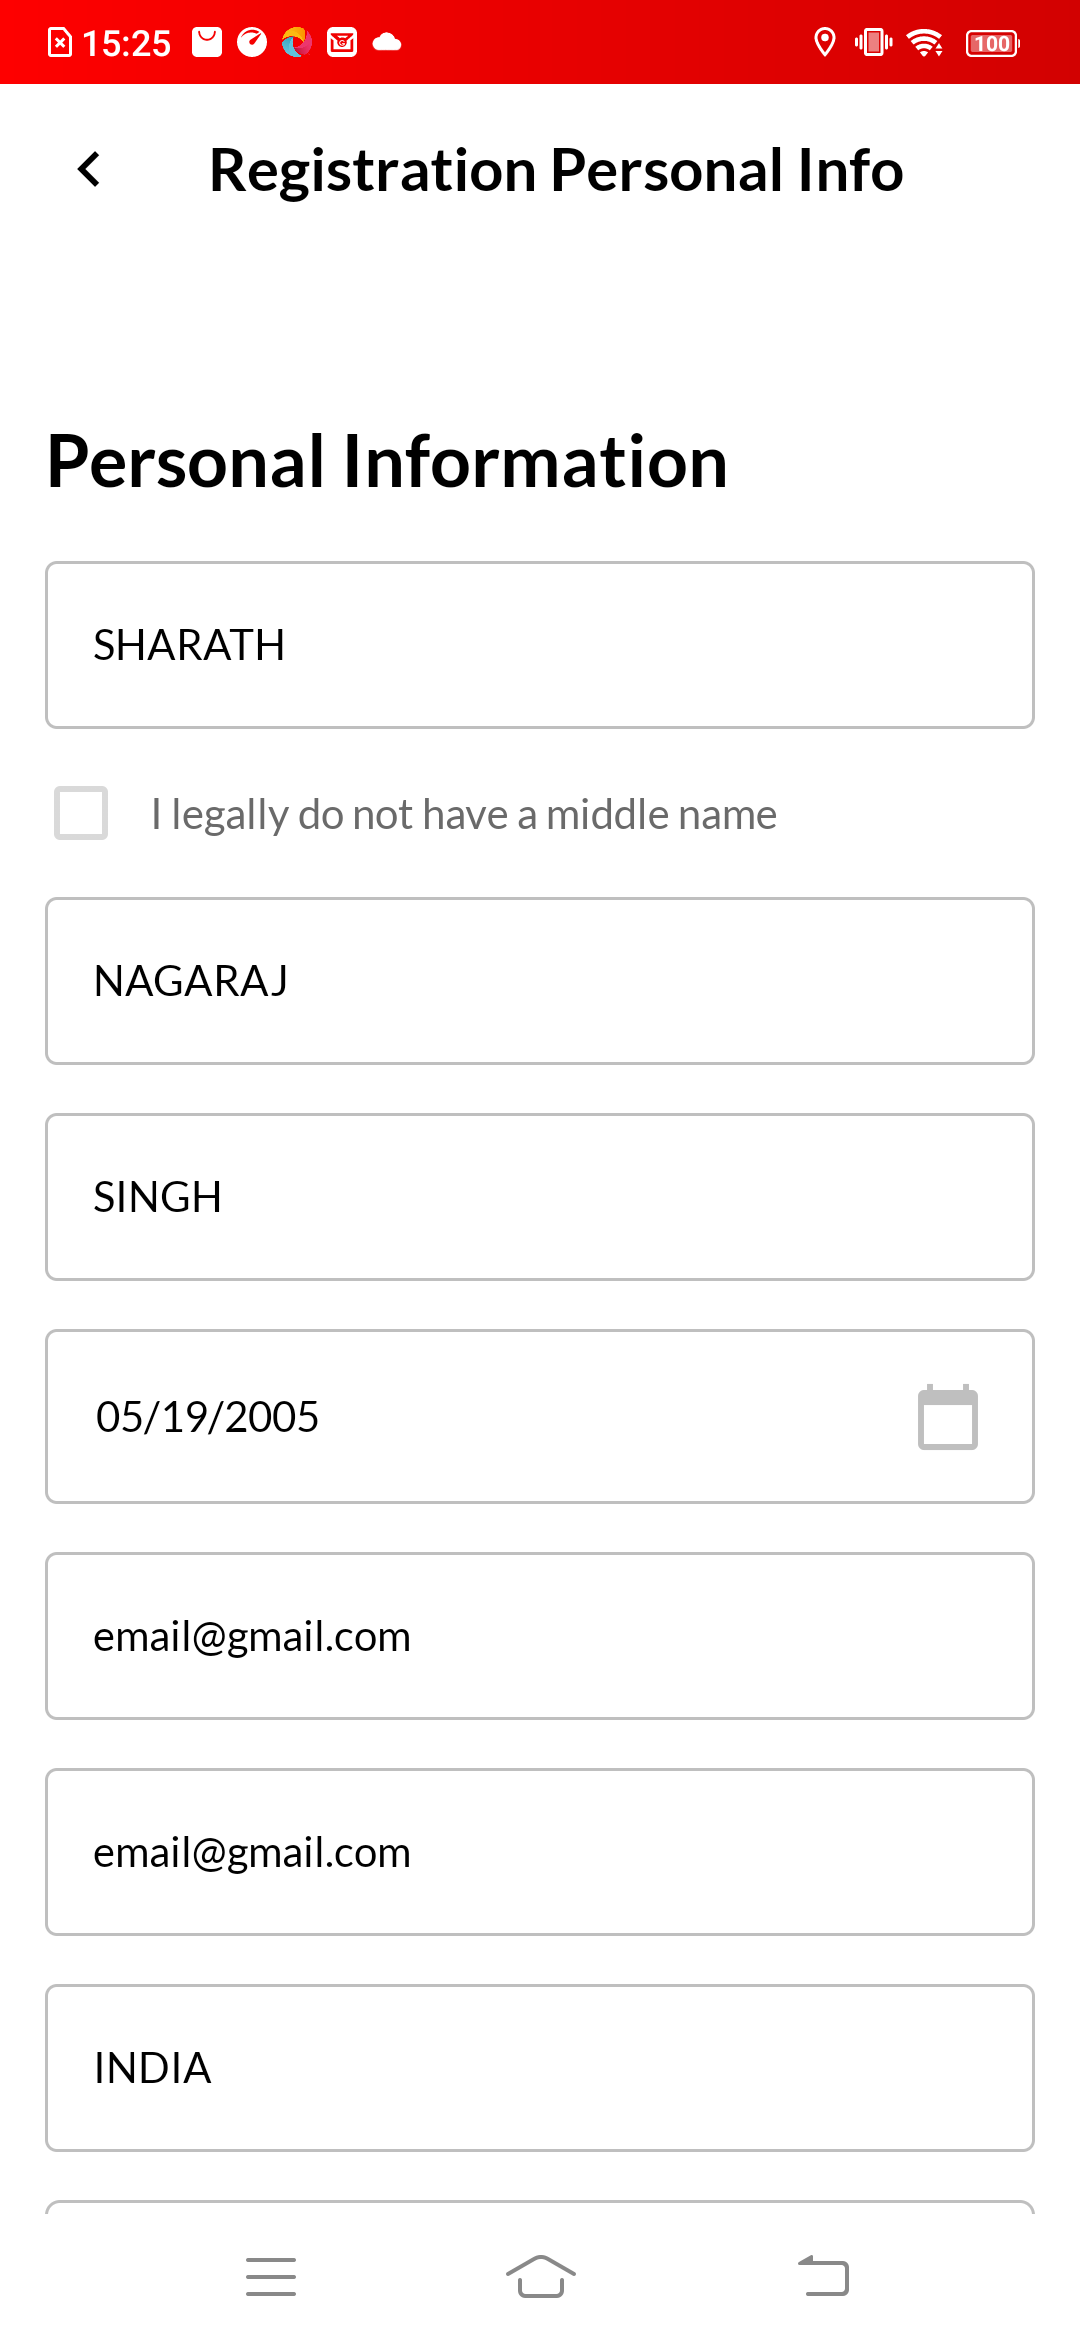 15:25
100
Registration Personal Info
Personal Information
SHARATH
I legally do not have a middle name
NAGARAJ
SINGH
05/19/2005
email@gmail.com
email@gmail.com
INDIA